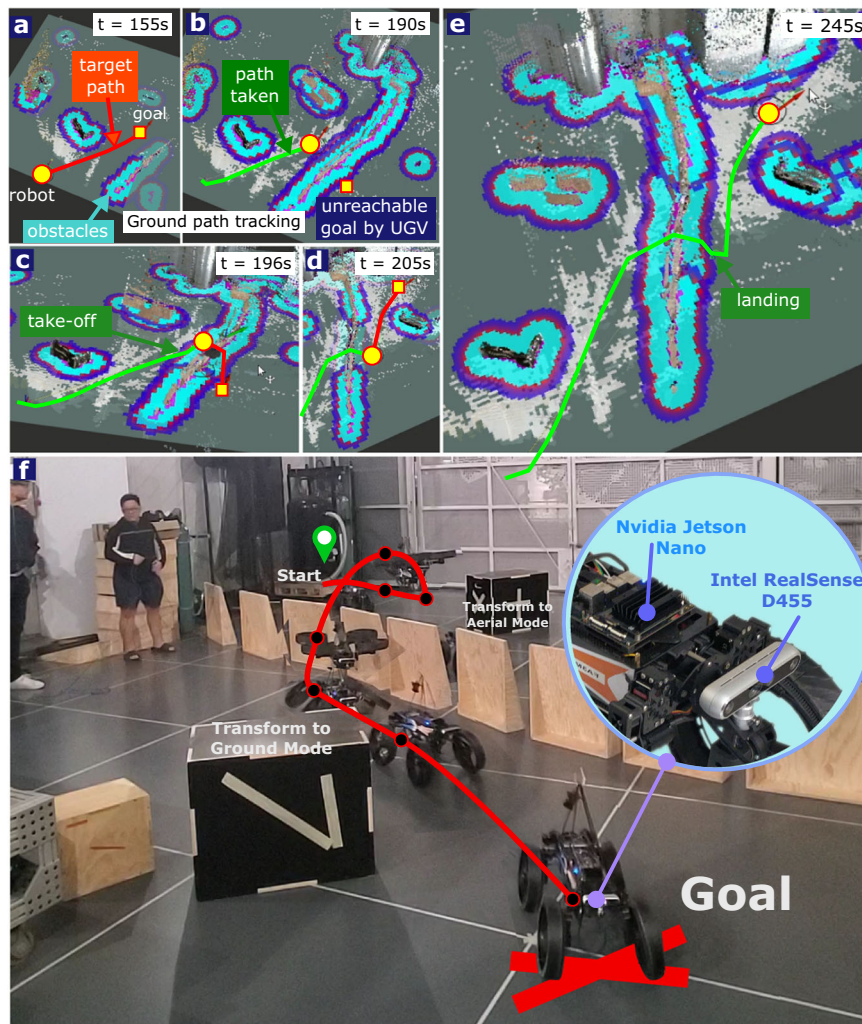 a
t = 155s
target
path
goal
robot
obstacles
Ground path tracking
b
t = 190s
path
taken
unreachable
goal by UGV
c
t = 196s
take-off
d
t = 205s
e
t = 245s
landing
f
Start
Transform to
Aerial Mode
Transform to
Ground Mode
Nvidia Jetson
Nano
Intel RealSense
D455
Goal